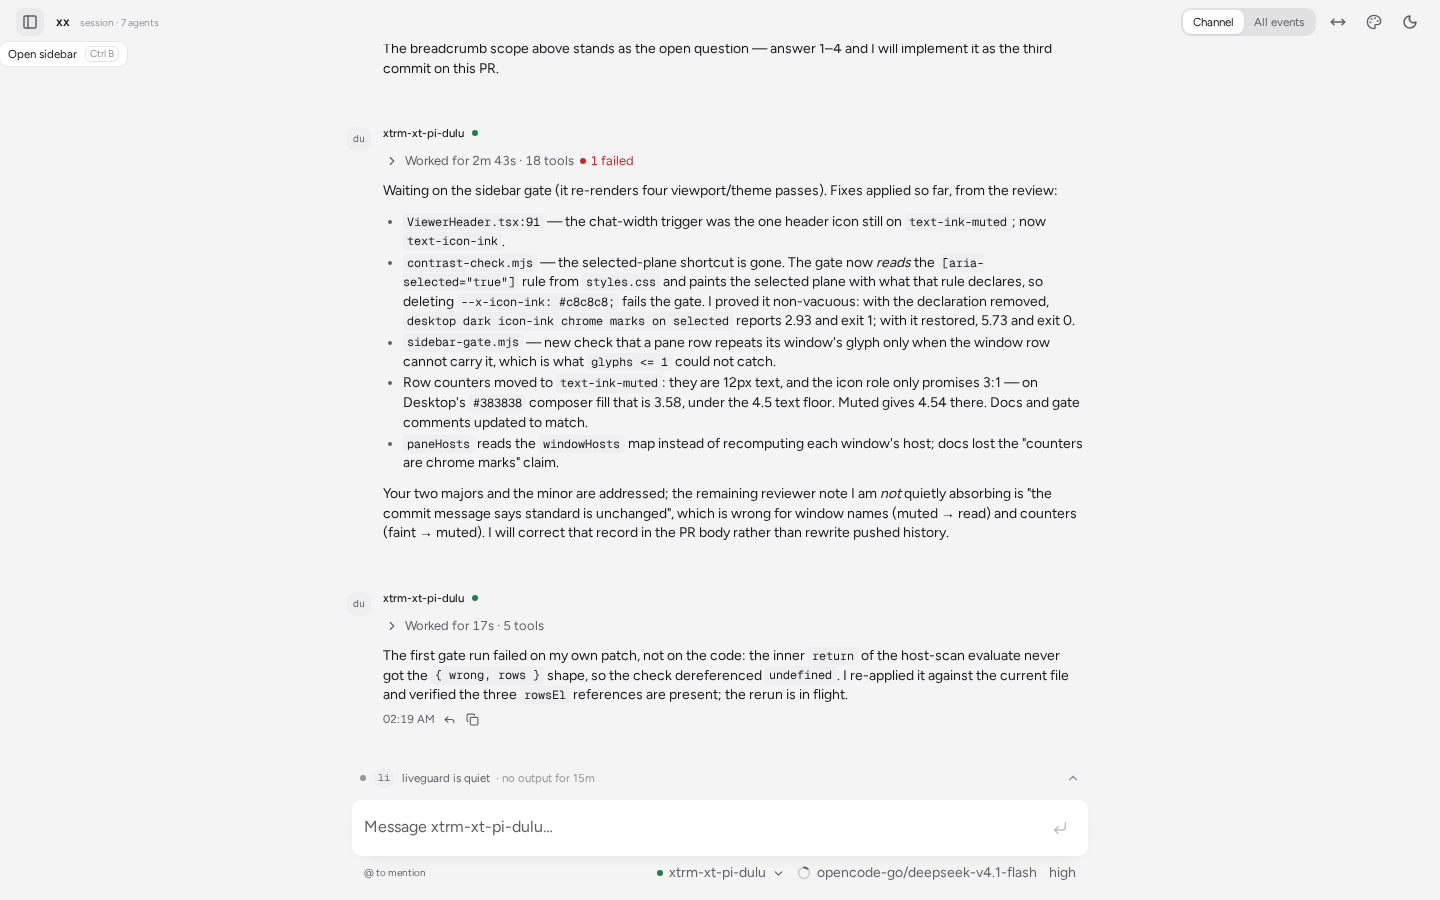 xx session · 7 agents
Channel All events
Open sidebar Ctrl B
The breadcrumb scope above stands as the open question — answer 1–4 and I will implement it as the third
commit on this PR.
du xtrm-xt-pi-dulu
Worked for 2m 43s · 18 tools 1 failed
Waiting on the sidebar gate (it re-renders four viewport/theme passes). Fixes applied so far, from the review:
• ViewerHeader.tsx:91 — the chat-width trigger was the one header icon still on text-ink-muted ; now
text-icon-ink .
• contrast-check.mjs — the selected-plane shortcut is gone. The gate now reads the [aria-
selected="true"] rule from styles.css and paints the selected plane with what that rule declares, so
deleting --x-icon-ink: #c8c8c8; fails the gate. I proved it non-vacuous: with the declaration removed,
desktop dark icon-ink chrome marks on selected reports 2.93 and exit 1; with it restored, 5.73 and exit 0.
• sidebar-gate.mjs — new check that a pane row repeats its window's glyph only when the window row
cannot carry it, which is what glyphs <= 1 could not catch.
• Row counters moved to text-ink-muted : they are 12px text, and the icon role only promises 3:1 — on
Desktop's #383838 composer fill that is 3.58, under the 4.5 text floor. Muted gives 4.54 there. Docs and gate
comments updated to match.
• paneHosts reads the windowHosts map instead of recomputing each window's host; docs lost the "counters
are chrome marks" claim.
Your two majors and the minor are addressed; the remaining reviewer note I am not quietly absorbing is "the
commit message says standard is unchanged", which is wrong for window names (muted → read) and counters
(faint → muted). I will correct that record in the PR body rather than rewrite pushed history.
du xtrm-xt-pi-dulu
Worked for 17s · 5 tools
The first gate run failed on my own patch, not on the code: the inner return of the host-scan evaluate never
got the { wrong, rows } shape, so the check dereferenced undefined . I re-applied it against the current file
and verified the three rowsEl references are present; the rerun is in flight.
02:19 AM
li liveguard is quiet · no output for 15m
Message xtrm-xt-pi-dulu...
@ to mention xtrm-xt-pi-dulu opencode-go/deepseek-v4.1-flash high